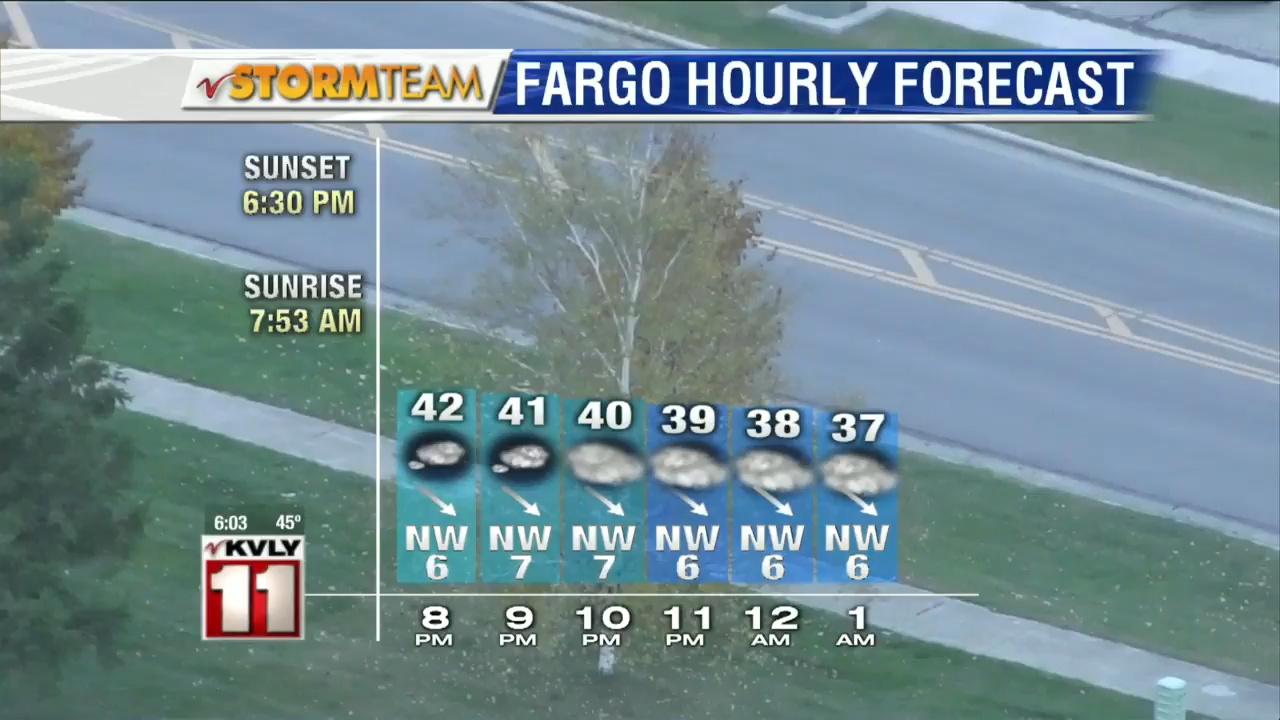 STORMTEAM FARGO HOURLY FORECAST
SUNSET
6:30 PM
SUNRISE
7:53 AM
42 41 40 39 38 37
NW NW NW NW NW NW
6 7 7 6 6 6
8 9 10 11 12 1
PM PM PM PM AM AM
6:03 45°
KVLY
11